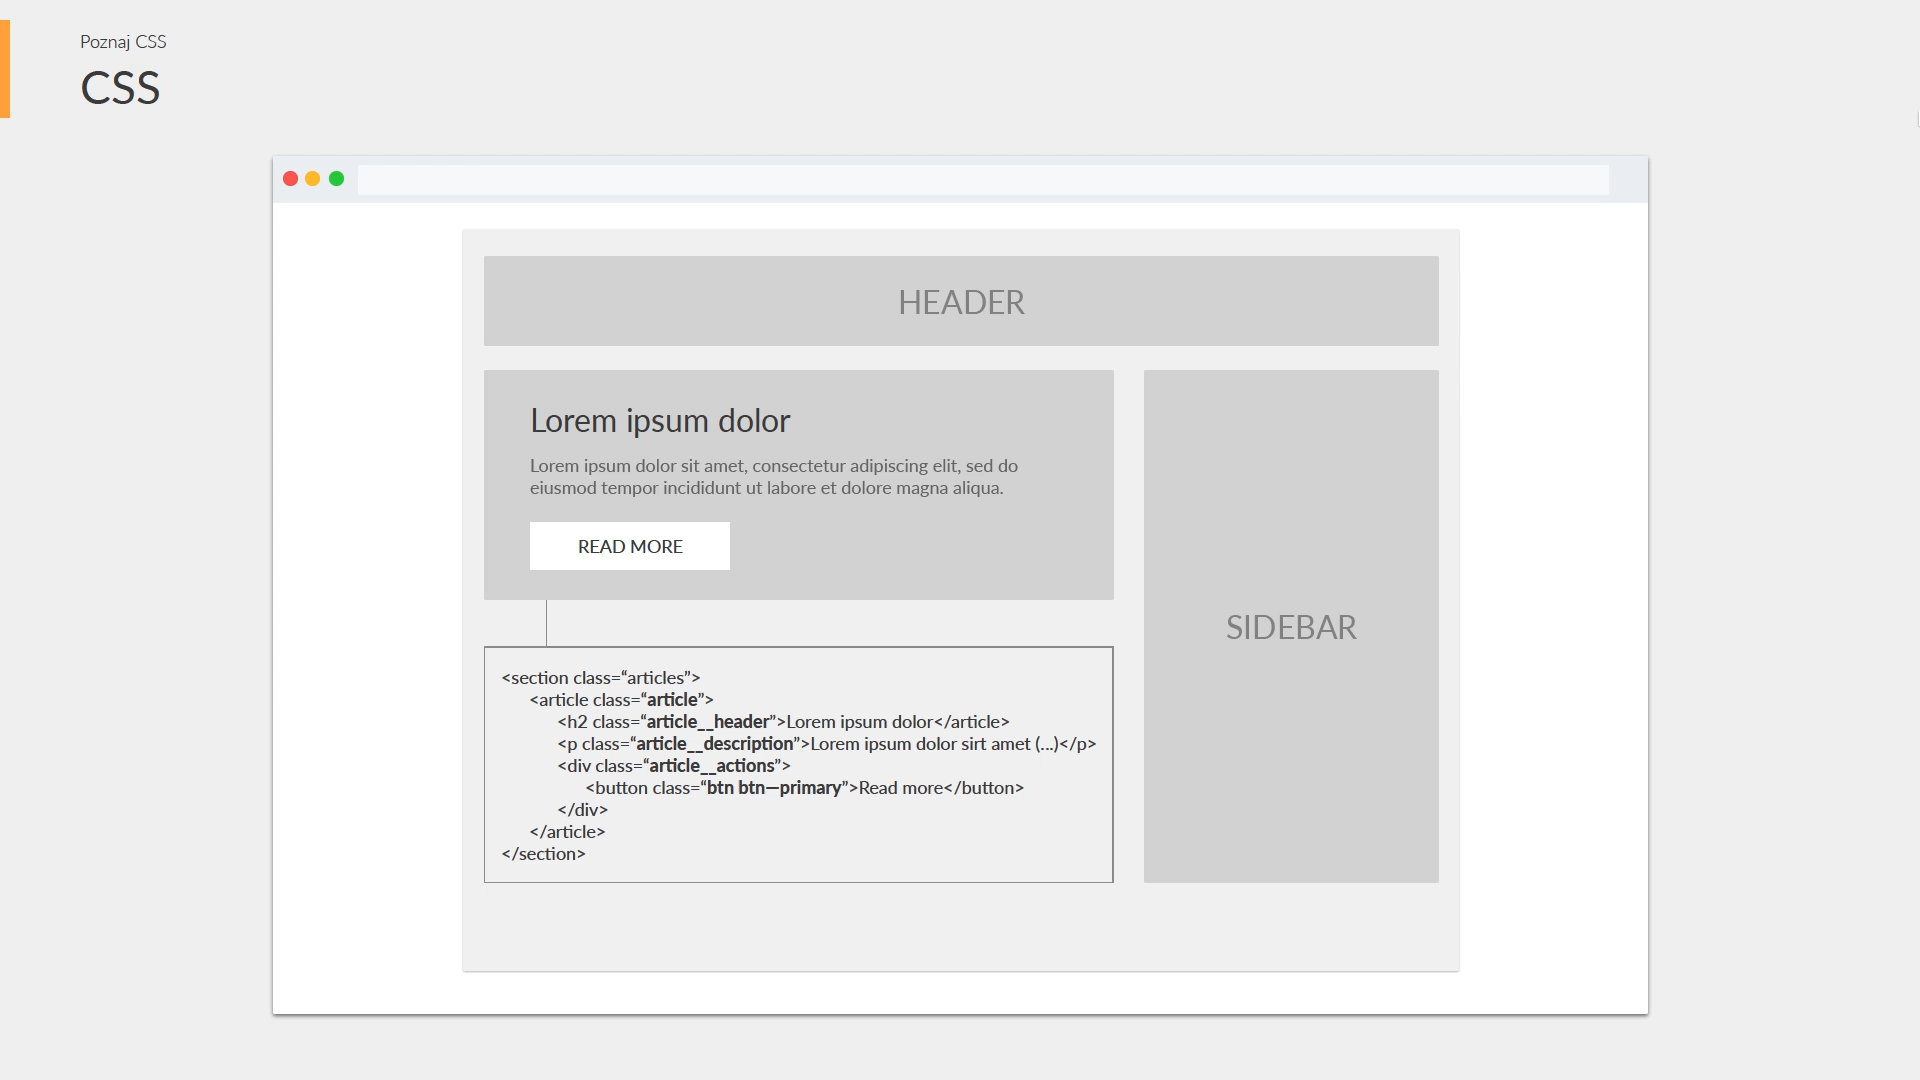 Poznaj CSS
CSS
HEADER
Lorem ipsum dolor
Lorem ipsum dolor sit amet, consectetur adipiscing elit, sed do
eiusmod tempor incididunt ut labore et dolore magna aliqua.
READ MORE
<section class=“articles”>
<article class=“article”>
<h2 class=“article__header”>Lorem ipsum dolor</article>
<p class=“article__description”>Lorem ipsum dolor sirt amet (...)</p>
<div class=“article__actions”>
<button class=“btn btn—primary”>Read more</button>
</div>
</article>
</section>
SIDEBAR